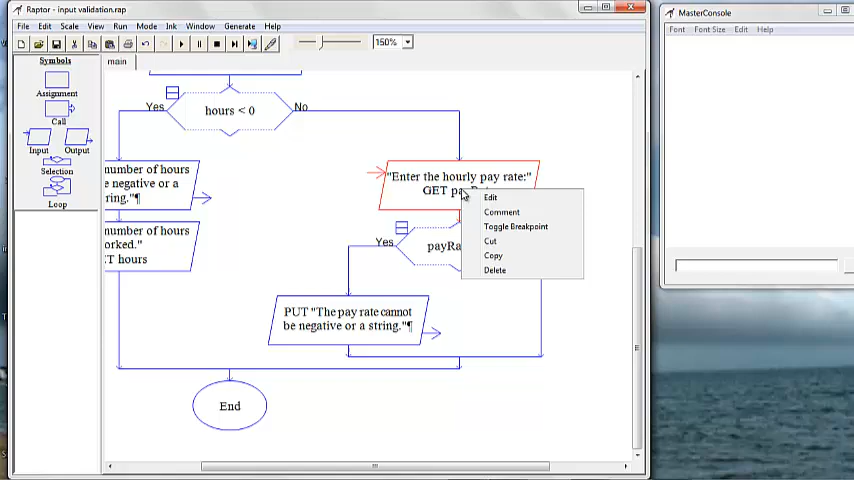 Raptor - input validation.rap
File Edit Scale View Run Mode Ink Window Generate Help
150%
Symbols
Assignment
Call
Input Output
Selection
Loop
main
Yes
hours < 0
No
number of hours
e negative or a
ring."¶
number of hours
orked."
T hours
"Enter the hourly pay rate:"
GET pay
Yes
payRa
PUT "The pay rate cannot
be negative or a string."¶
End
Edit
Comment
Toggle Breakpoint
Cut
Copy
Delete
MasterConsole
Font Font Size Edit Help